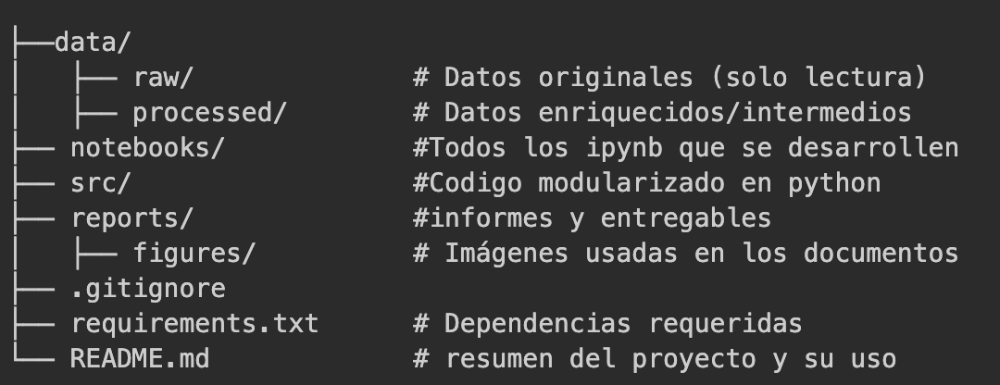 ├──data/
│   ├── raw/              # Datos originales (solo lectura)
│   ├── processed/        # Datos enriquecidos/intermedios
├── notebooks/            #Todos los ipynb que se desarrollen
├── src/                  #Codigo modularizado en python
├── reports/              #informes y entregables
│   ├── figures/          # Imágenes usadas en los documentos
├── .gitignore
├── requirements.txt      # Dependencias requeridas
└── README.md             # resumen del proyecto y su uso